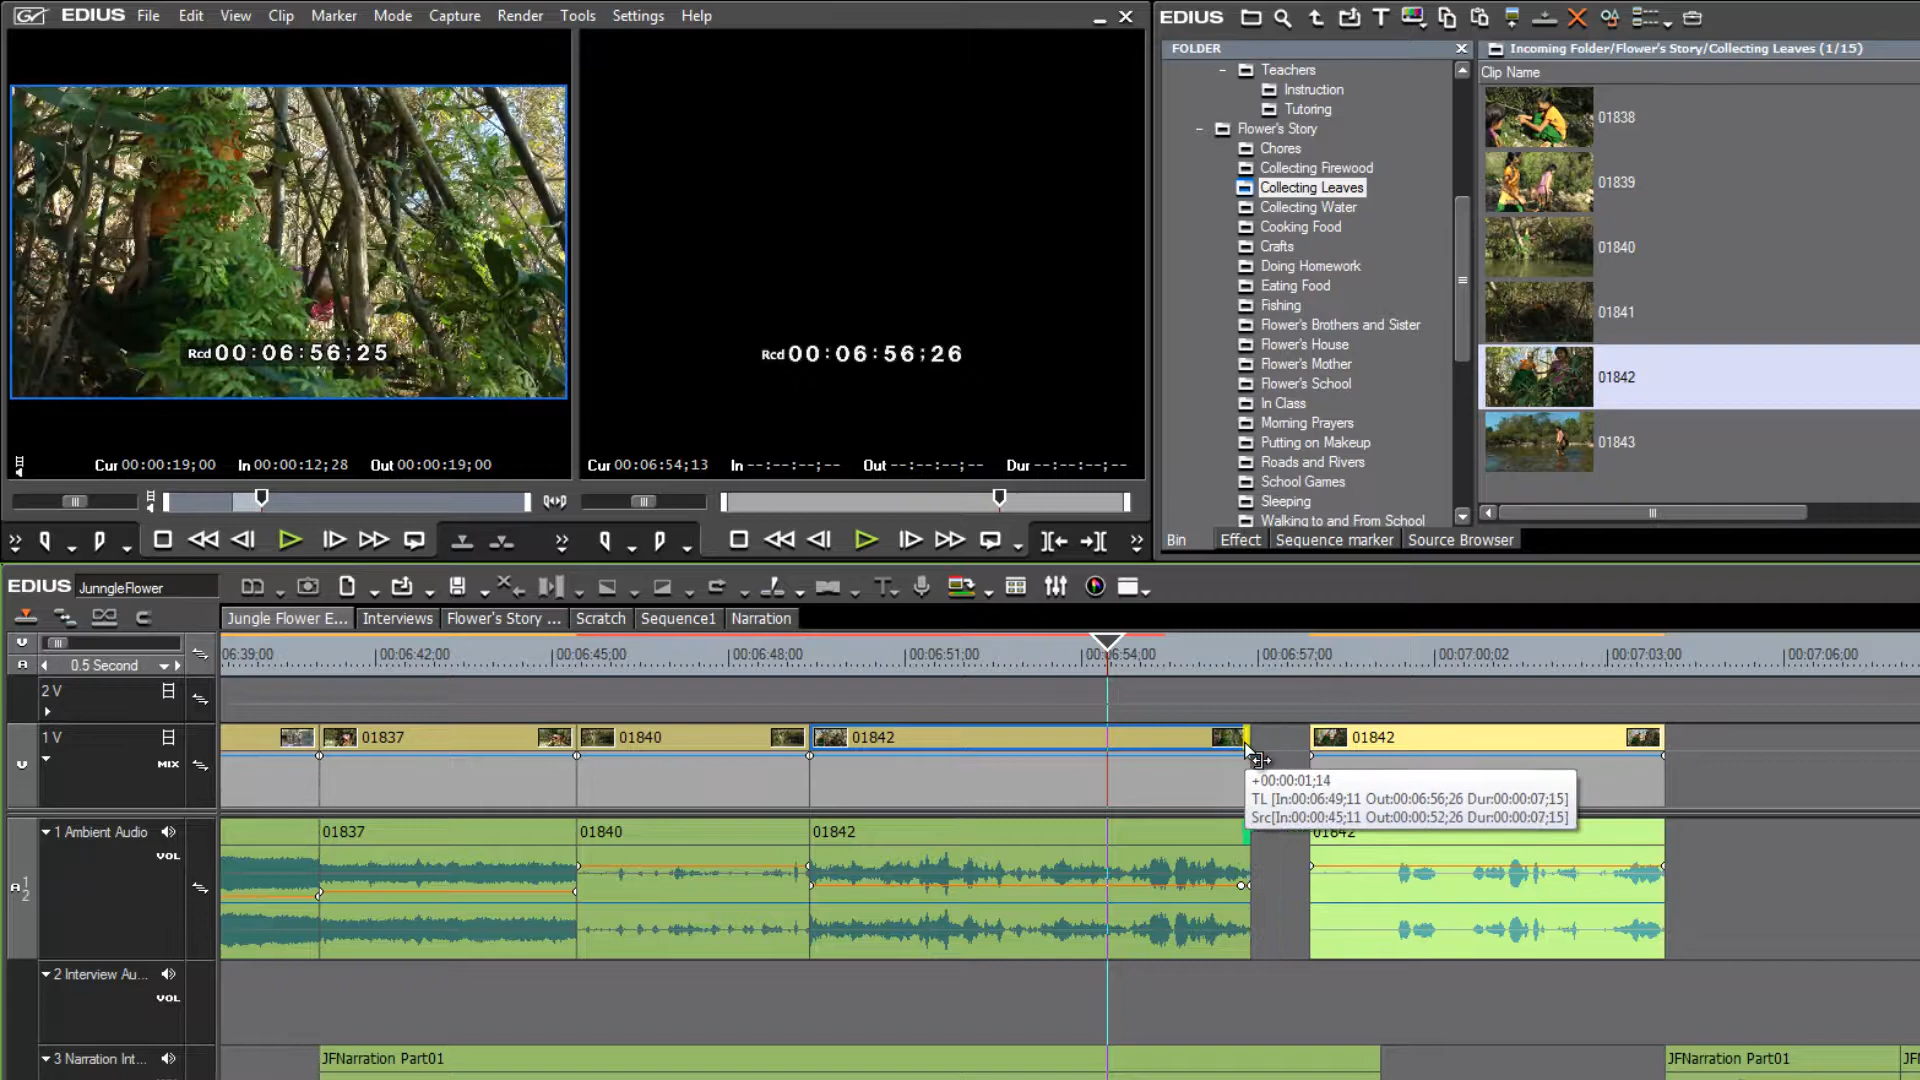 EDIUS File Edit View Clip Marker Mode Capture Render Tools Settings Help
Rcd 00:06:56;25
Rcd 00:06:56;26
Cur 00:00:19;00 In 00:00:12;28 Out 00:00:19;00
Cur 00:06:54;13 In --:--:--;-- Out --:--:--;-- Dur --:--:--;--
EDIUS
FOLDER
Teachers
Instruction
Tutoring
Flower's Story
Chores
Collecting Firewood
Collecting Leaves
Collecting Water
Cooking Food
Crafts
Doing Homework
Eating Food
Fishing
Flower's Brothers and Sister
Flower's House
Flower's Mother
Flower's School
In Class
Morning Prayers
Putting on Makeup
Roads and Rivers
School Games
Sleeping
Walking to and From School
Bin Effect Sequence marker Source Browser
Incoming Folder/Flower's Story/Collecting Leaves (1/15)
Clip Name
01838
01839
01840
01841
01842
01843
EDIUS JunngleFlower
Jungle Flower E... Interviews Flower's Story ... Scratch Sequence1 Narration
0.5 Second
06:39;00 00:06:42;00 00:06:45;00 00:06:48;00 00:06:51;00 00:06:54;00 00:06:57;00 00:07:00;02 00:07:03;00 00:07:06;00
2 V
1 V 01837 01840 01842 01842
MIX
+00:00:01;14
TL [In:00:06:49;11 Out:00:06:56;26 Dur:00:00:07;15]
Src[In:00:00:45;11 Out:00:00:52;26 Dur:00:00:07;15]
1 Ambient Audio 01837 01840 01842 01842
VOL
A 1
2
2 Interview Au...
VOL
3 Narration Int... JFNarration Part01 JFNarration Part01 JF